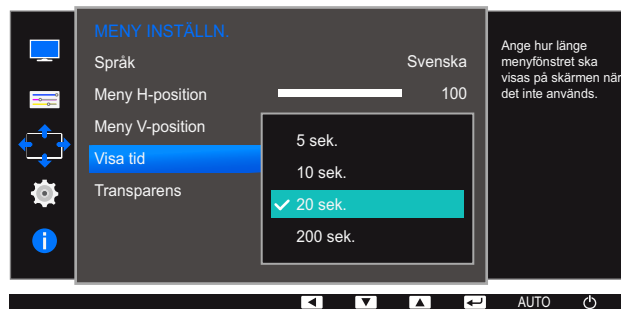 MENY INSTÄLLN.
Språk Svenska
Meny H-position 100
Meny V-position
Visa tid
Transparens
5 sek.
10 sek.
20 sek.
200 sek.
Ange hur länge
menyfönstret ska
visas på skärmen när
det inte används.
AUTO